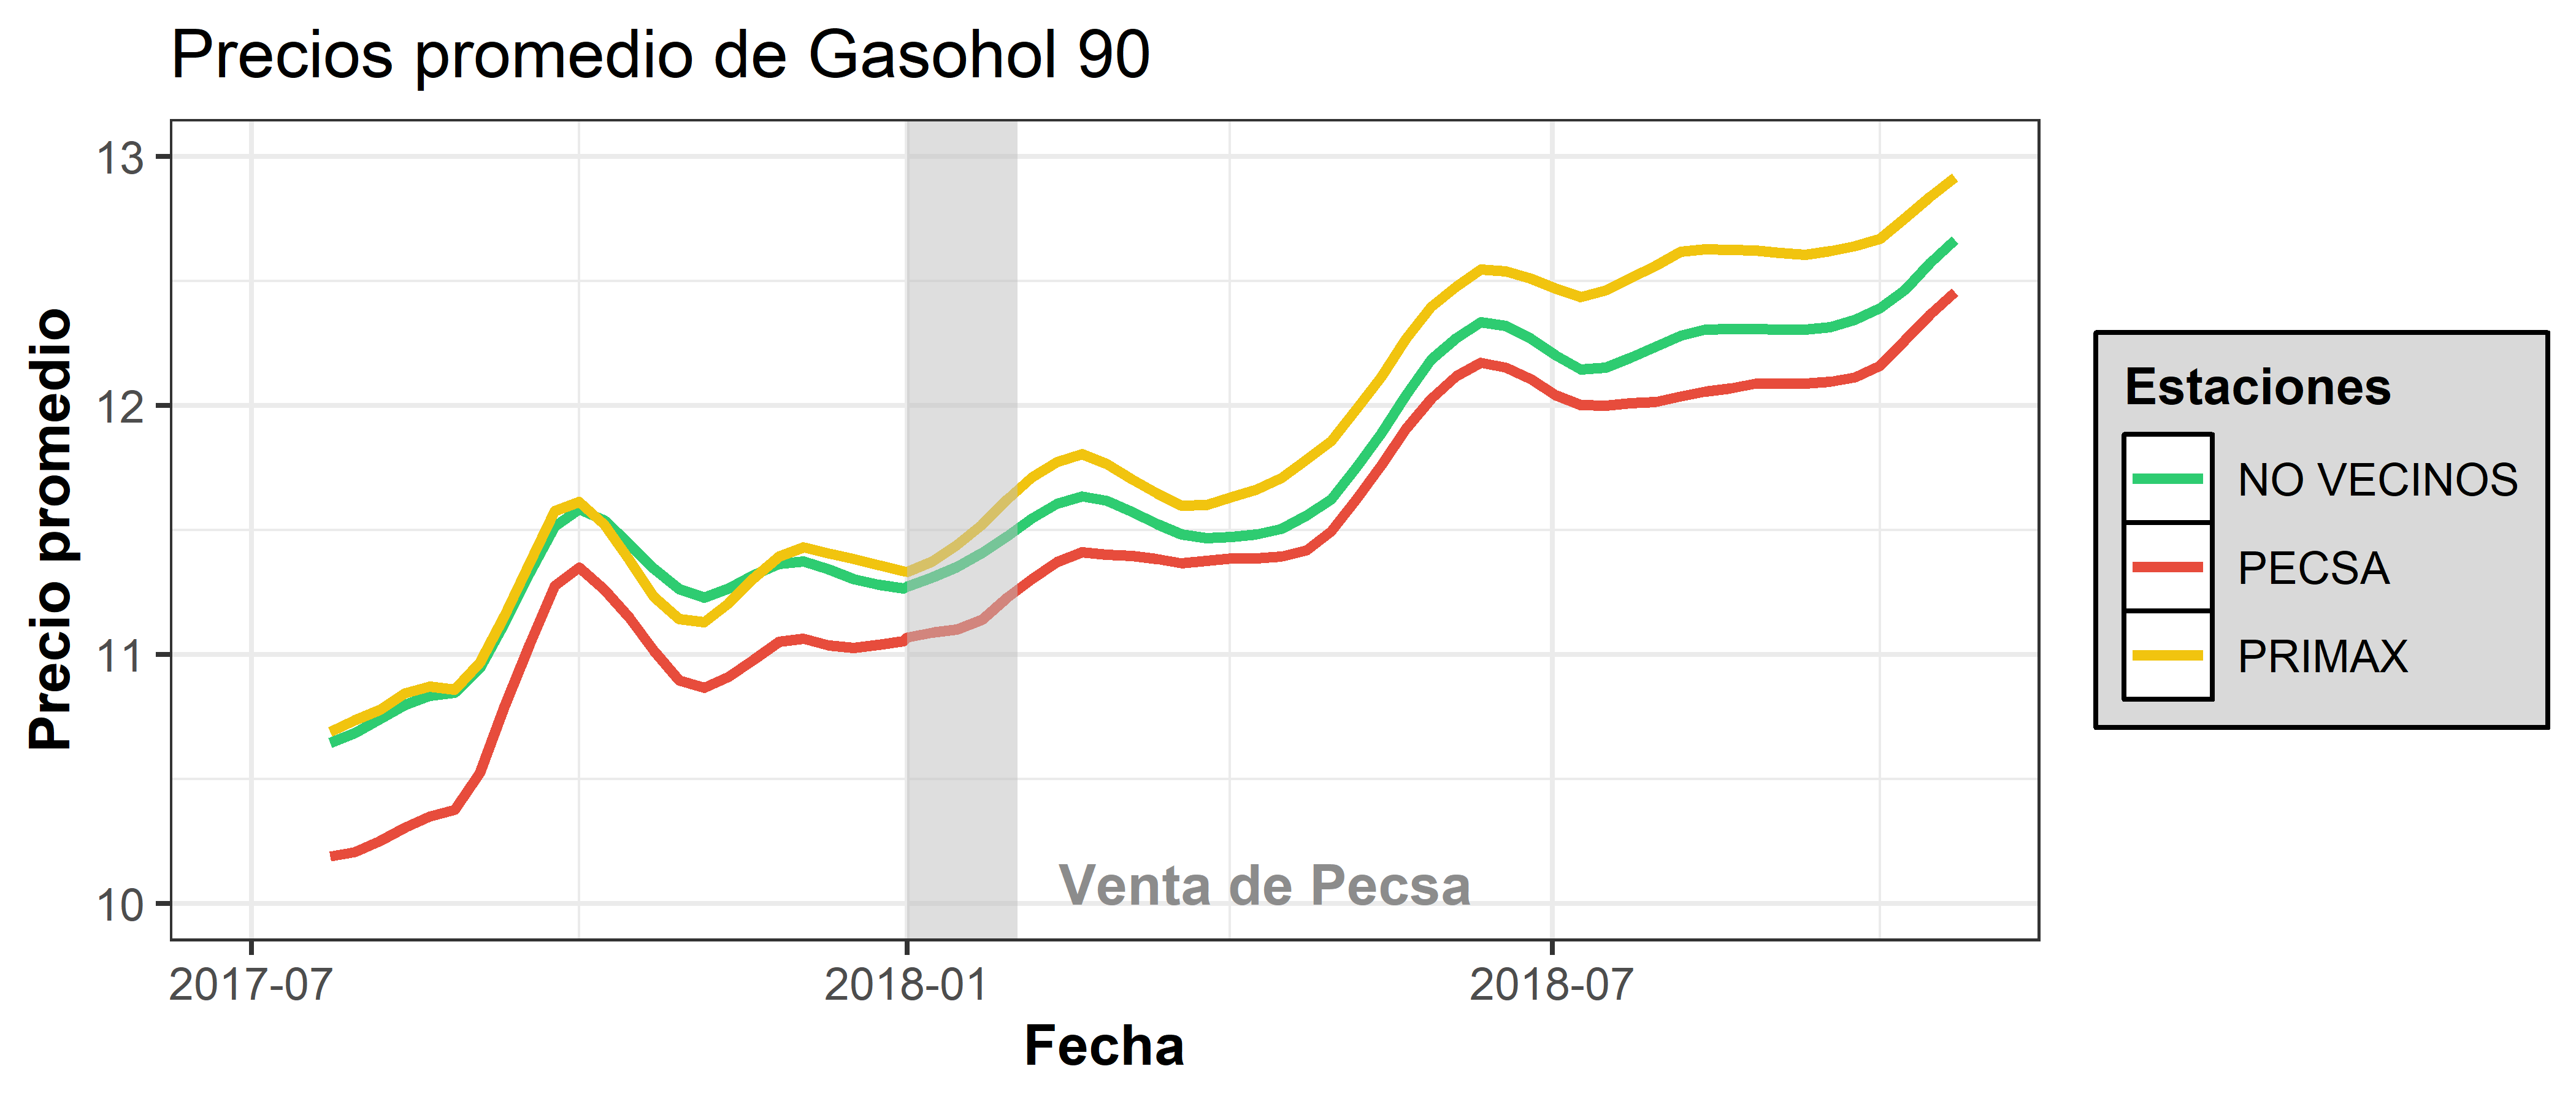 Precios promedio de Gasohol 90
Precio promedio
13
12
11
10
Venta de Pecsa
2017-07
2018-01
2018-07
Fecha
Estaciones
NO VECINOS
PECSA
PRIMAX